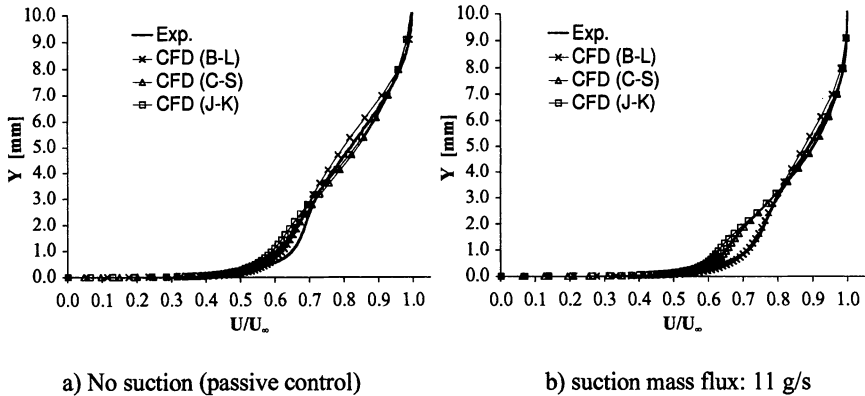 10.0
9.0
8.0
7.0
6.0
5.0
4.0
3.0
2.0
1.0
0.0
Y [mm]
Exp.
CFD (B-L)
CFD (C-S)
CFD (J-K)
0.0 0.1 0.2 0.3 0.4 0.5 0.6 0.7 0.8 0.9 1.0
U/U∞
a) No suction (passive control)
10.0
9.0
8.0
7.0
6.0
5.0
4.0
3.0
2.0
1.0
0.0
Y [mm]
Exp.
CFD (B-L)
CFD (C-S)
CFD (J-K)
0.0 0.1 0.2 0.3 0.4 0.5 0.6 0.7 0.8 0.9 1.0
U/U∞
b) suction mass flux: 11 g/s